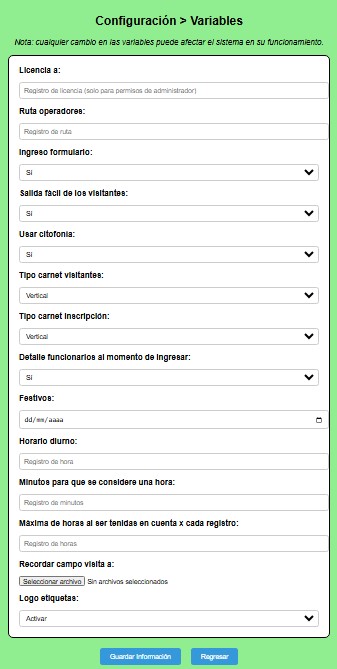 Configuración > Variables
Nota: cualquier cambio en las variables puede afectar el sistema en su funcionamiento.
Licencia a:
Registro de licencia (solo para permisos de administrador)
Ruta operadores:
Registro de ruta
Ingreso formulario:
Si
Salida fácil de los visitantes:
Si
Usar citofonía:
Si
Tipo carnet visitantes:
Vertical
Tipo carnet inscripción:
Vertical
Detalle funcionarios al momento de ingresar:
Si
Festivos:
dd/mm/aaaa
Horario diurno:
Registro de hora
Minutos para que se considere una hora:
Registro de minutos
Máxima de horas al ser tenidas en cuenta x cada registro:
Registro de horas
Recordar campo visita a:
Seleccionar archivo Sin archivos seleccionados
Logo etiquetas:
Activar
Guardar Información Regresar